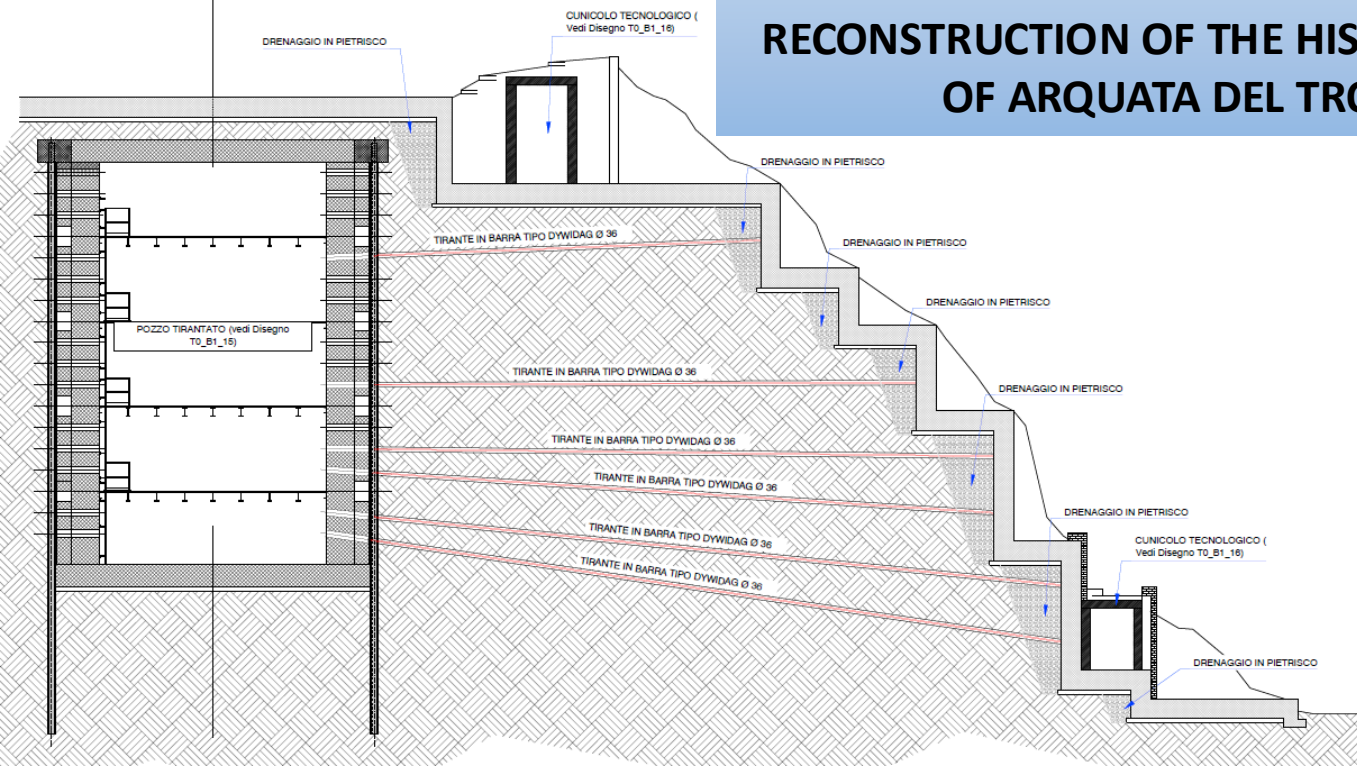 CUNICOLO TECNOLOGICO (
Vedi Disegno T0_B1_16)
RECONSTRUCTION OF THE HIS
OF ARQUATA DEL TRO
DRENAGGIO IN PIETRISCO
DRENAGGIO IN PIETRISCO
TIRANTE IN BARRA TIPO DYWIDAG Ø 36
DRENAGGIO IN PIETRISCO
DRENAGGIO IN PIETRISCO
POZZO TIRANTATO (vedi Disegno
T0_B1_15)
TIRANTE IN BARRA TIPO DYWIDAG Ø 36
DRENAGGIO IN PIETRISCO
TIRANTE IN BARRA TIPO DYWIDAG Ø 36
TIRANTE IN BARRA TIPO DYWIDAG Ø 36
DRENAGGIO IN PIETRISCO
TIRANTE IN BARRA TIPO DYWIDAG Ø 36
CUNICOLO TECNOLOGICO (
Vedi Disegno T0_B1_16)
TIRANTE IN BARRA TIPO DYWIDAG Ø 36
DRENAGGIO IN PIETRISCO